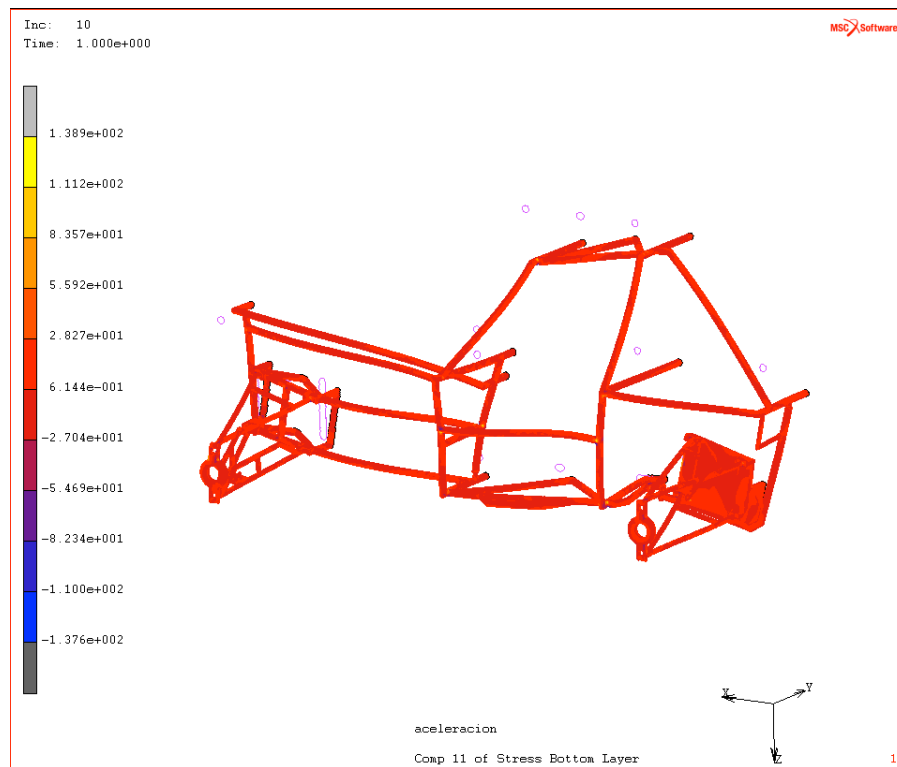 Inc: 10
Time: 1.000e+000
MSC Software
1.389e+002
1.112e+002
8.357e+001
5.592e+001
2.827e+001
6.144e-001
-2.704e+001
-5.469e+001
-8.234e+001
-1.100e+002
-1.376e+002
X
Y
Z
aceleracion
Comp 11 of Stress Bottom Layer
1